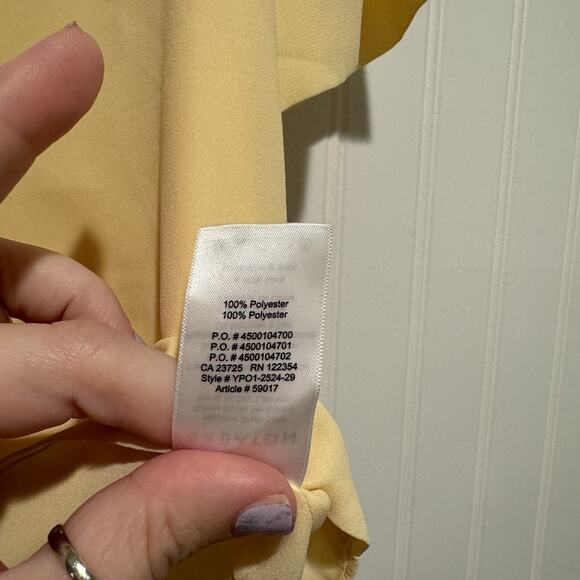 100% Polyester
100% Polyester
P.O. # 4500104700
P.O. # 4500104701
P.O. # 4500104702
CA 23725 RN 122354
Style # YPO1-2524-29
Article # 59017